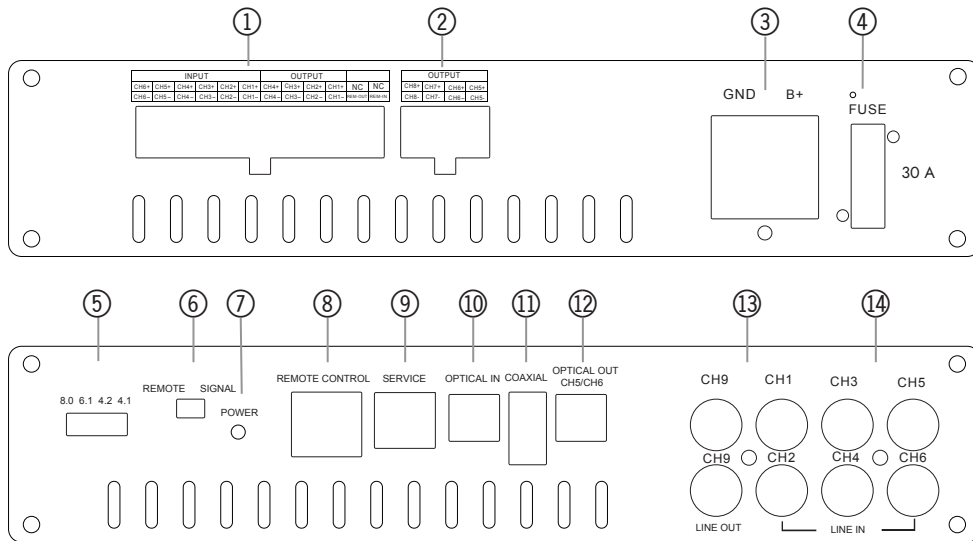 ① ② ③ ④
INPUT OUTPUT
CH6+ CH5+ CH4+ CH3+ CH2+ CH1+ CH4+ CH3+ CH2+ CH1+ NC NC
CH6– CH5– CH4– CH3– CH2– CH1– CH4– CH3– CH2– CH1– REM-OUT REM-IN
OUTPUT
CH8+ CH7+ CH6+ CH5+
CH8- CH7- CH6- CH5-
GND B+
FUSE
30 A
⑤ ⑥ ⑦ ⑧ ⑨ ⑩ ⑪ ⑫ ⑬ ⑭
8.0 6.1 4.2 4.1
REMOTE SIGNAL
POWER
REMOTE CONTROL
SERVICE
OPTICAL IN
COAXIAL
OPTICAL OUT
CH5/CH6
CH9 CH1 CH3 CH5
CH9 CH2 CH4 CH6
LINE OUT LINE IN